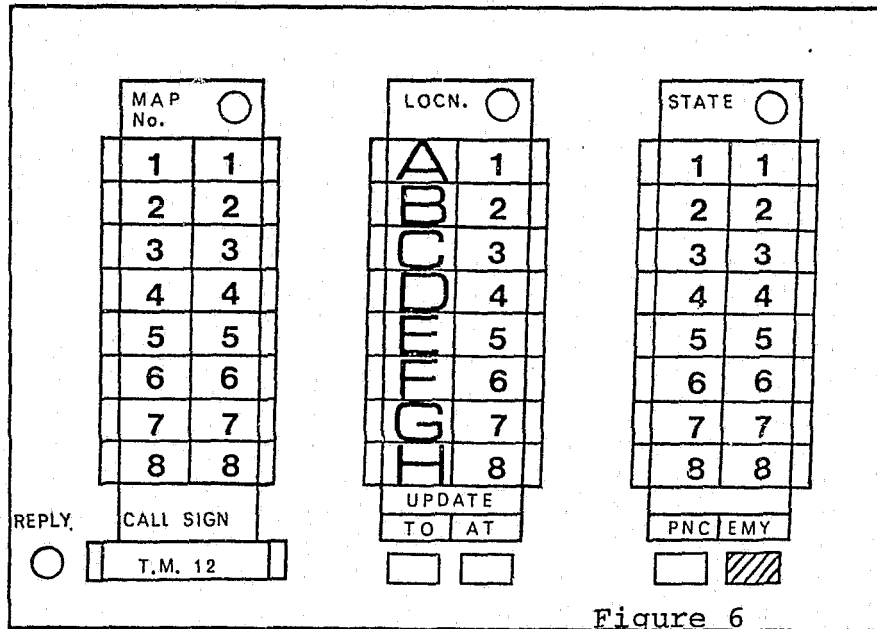 MAP No. LOCN. STATE
1 1 A 1 1 1
2 2 B 2 2 2
3 3 C 3 3 3
4 4 D 4 4 4
5 5 E 5 5 5
6 6 F 6 6 6
7 7 G 7 7 7
8 8 H 8 8 8
UPDATE
REPLY. CALL SIGN TO AT PNC EMY
T.M. 12
Figure 6